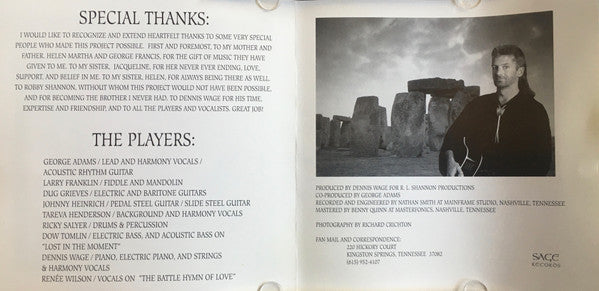 SPECIAL THANKS:
I WOULD LIKE TO RECOGNIZE AND EXTEND HEARTFELT THANKS TO SOME VERY SPECIAL
PEOPLE WHO MADE THIS PROJECT POSSIBLE.  FIRST AND FOREMOST, TO MY MOTHER AND
FATHER, HELEN MARTHA AND GEORGE FRANCIS, FOR THE GIFT OF MUSIC THEY HAVE
GIVEN TO ME. TO MY SISTER,  JACQUELINE, FOR HER NEVER EVER ENDING, LOVE,
SUPPORT, AND BELIEF IN ME. TO MY SISTER, HELEN, FOR ALWAYS BEING THERE AS WELL.
TO ROBBY SHANNON, WITHOUT WHOM THIS PROJECT WOULD NOT HAVE BEEN POSSIBLE,
AND FOR BECOMING THE BROTHER I NEVER HAD. TO DENNIS WAGE FOR HIS TIME,
EXPERTISE AND FRIENDSHIP, AND TO ALL THE PLAYERS AND VOCALISTS, GREAT JOB!
THE PLAYERS:
GEORGE ADAMS / LEAD AND HARMONY VOCALS /
ACOUSTIC RHYTHM GUITAR
LARRY FRANKLIN / FIDDLE AND MANDOLIN
DUG GRIEVES / ELECTRIC AND BARITONE GUITARS
JOHNNY HEINRICH / PEDAL STEEL GUITAR / SLIDE STEEL GUITAR
TAREVA HENDERSON / BACKGROUND AND HARMONY VOCALS
RICKY SALYER / DRUMS & PERCUSSION
DOW TOMLIN / ELECTRIC BASS, AND ACOUSTIC BASS ON
"LOST IN THE MOMENT"
DENNIS WAGE / PIANO, ELECTRIC PIANO, AND STRINGS
& HARMONY VOCALS
RENÉE WILSON / VOCALS ON  "THE BATTLE HYMN OF LOVE"
PRODUCED BY DENNIS WAGE FOR R. L. SHANNON PRODUCTIONS
CO-PRODUCED BY GEORGE ADAMS
RECORDED AND ENGINEERED BY NATHAN SMITH AT MAINFRAME STUDIO, NASHVILLE, TENNESSEE
MASTERED BY BENNY QUINN AT MASTERFONICS, NASHVILLE, TENNESSEE
PHOTOGRAPHY BY RICHARD CRICHTON
FAN MAIL AND CORRESPONDENCE:
220 HICKORY COURT
KINGSTON SPRINGS, TENNESSEE  37082
(615) 952-4107
SAGE
RECORDS